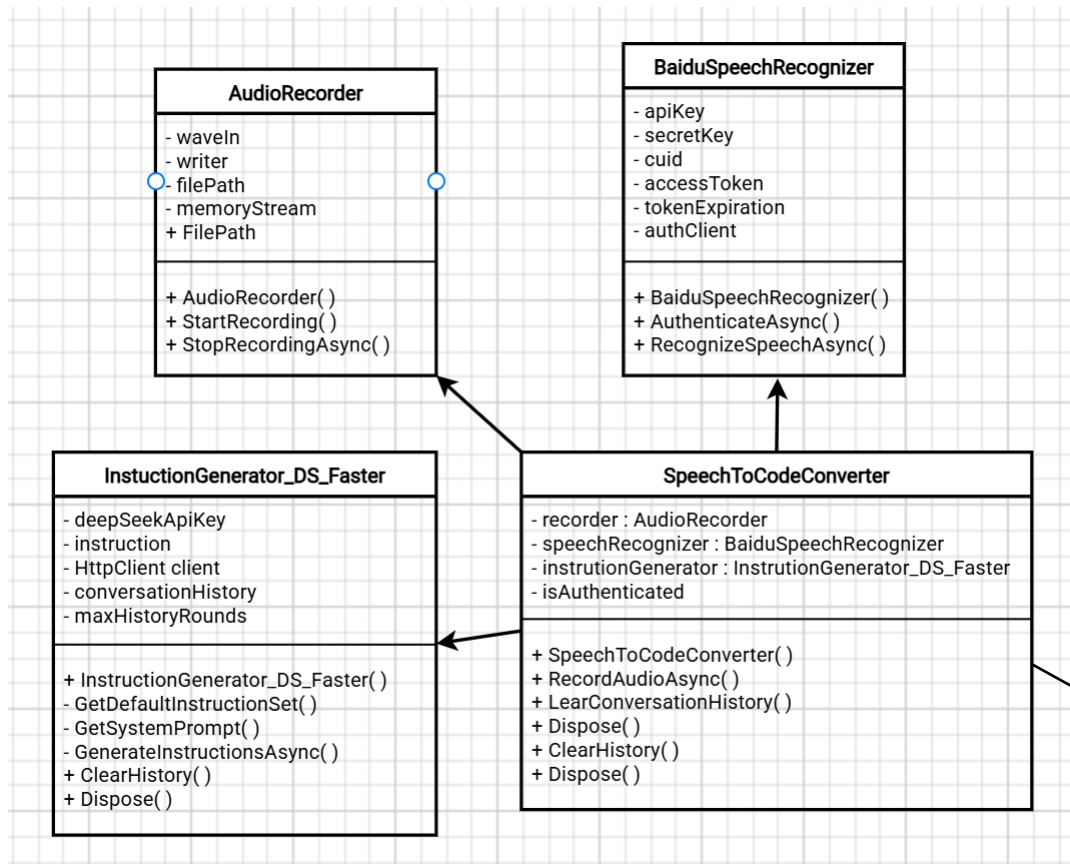 AudioRecorder
- waveIn
- writer
- filePath
- memoryStream
+ FilePath
+ AudioRecorder( )
+ StartRecording( )
+ StopRecordingAsync( )
BaiduSpeechRecognizer
- apiKey
- secretKey
- cuid
- accessToken
- tokenExpiration
- authClient
+ BaiduSpeechRecognizer( )
+ AuthenticateAsync( )
+ RecognizeSpeechAsync( )
InstuctionGenerator_DS_Faster
- deepSeekApiKey
- instruction
- HttpClient client
- conversationHistory
- maxHistoryRounds
+ InstructionGenerator_DS_Faster( )
- GetDefaultInstructionSet( )
- GetSystemPrompt( )
- GenerateInstructionsAsync( )
+ ClearHistory( )
+ Dispose( )
SpeechToCodeConverter
- recorder : AudioRecorder
- speechRecognizer : BaiduSpeechRecognizer
- instrutionGenerator : InstrutionGenerator_DS_Faster
- isAuthenticated
+ SpeechToCodeConverter( )
+ RecordAudioAsync( )
+ LearConversationHistory( )
+ Dispose( )
+ ClearHistory( )
+ Dispose( )